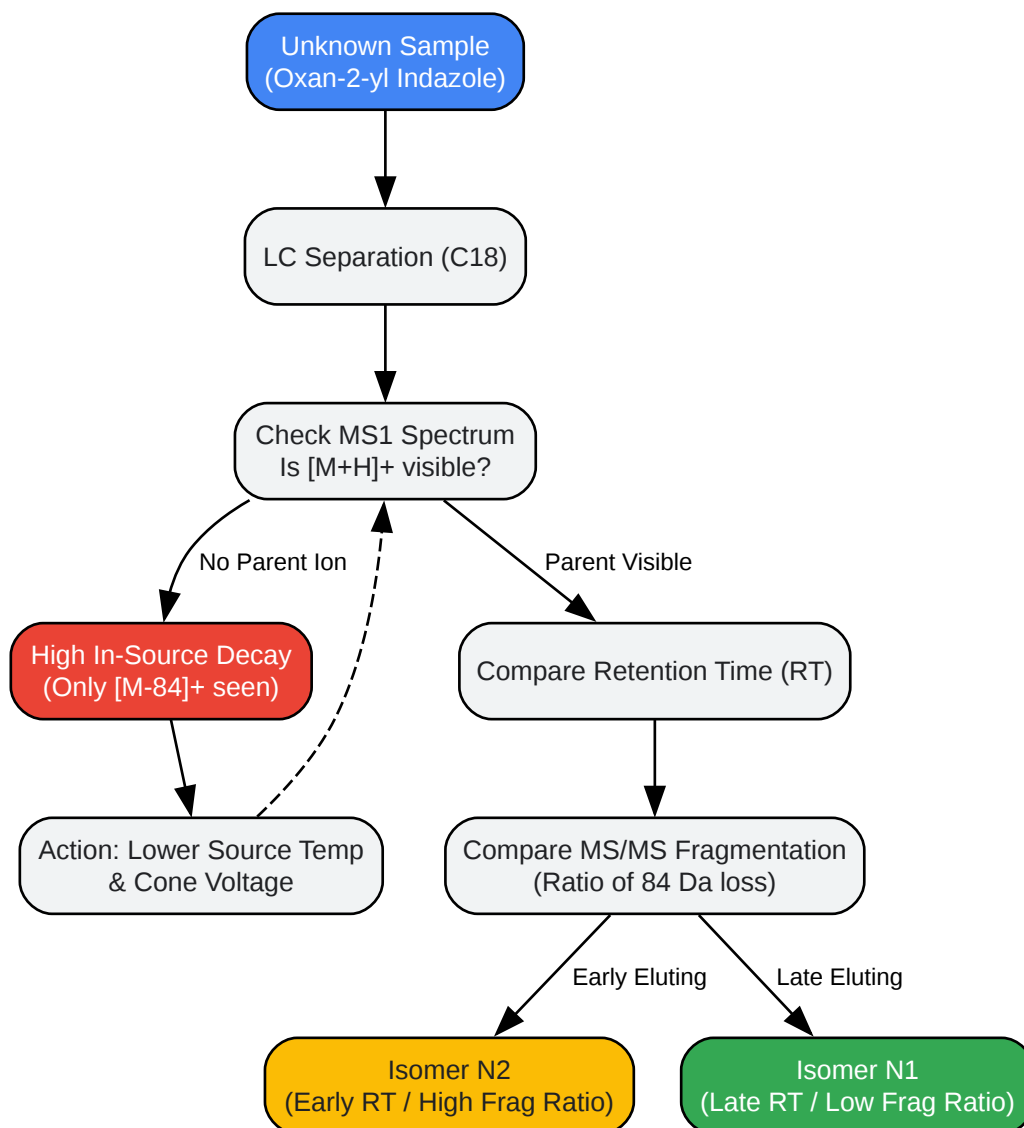 Unknown Sample
(Oxan-2-yl Indazole)
LC Separation (C18)
Check MS1 Spectrum
Is [M+H]+ visible?
No Parent Ion
Parent Visible
High In-Source Decay
(Only [M-84]+ seen)
Compare Retention Time (RT)
Action: Lower Source Temp
& Cone Voltage
Compare MS/MS Fragmentation
(Ratio of 84 Da loss)
Early Eluting
Late Eluting
Isomer N2
(Early RT / High Frag Ratio)
Isomer N1
(Late RT / Low Frag Ratio)